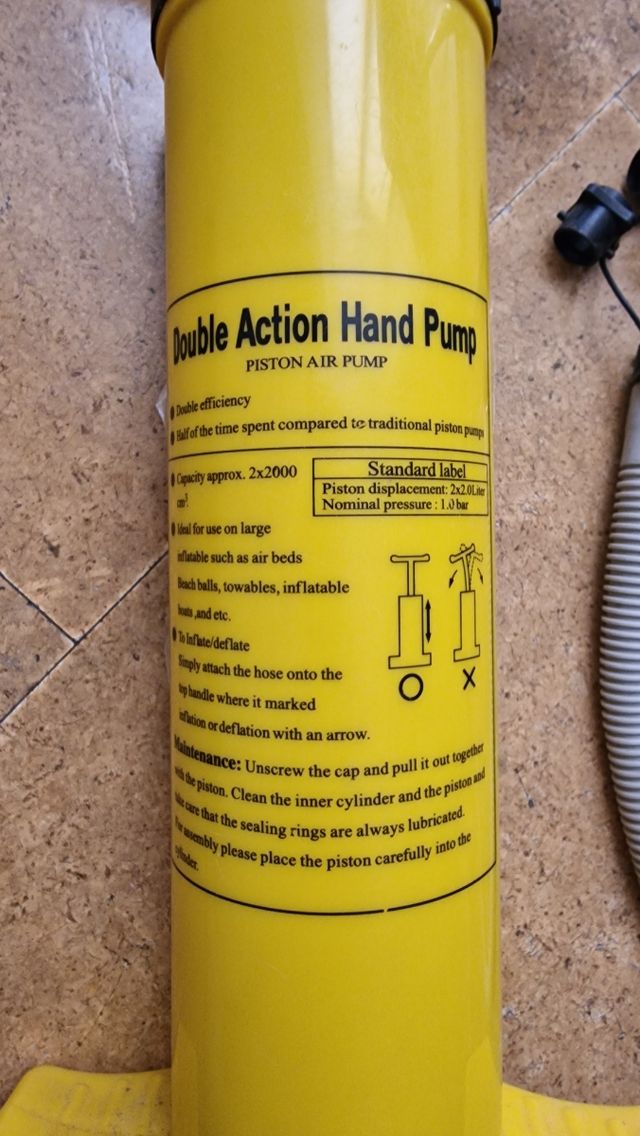 Double Action Hand Pump
PISTON AIR PUMP
● Double efficiency
● Half of the time spent compared to traditional piston pumps
● Capacity approx. 2x2000
cm³
Standard label
Piston displacement: 2x2.0Liter
Nominal pressure : 1.0 bar
● Ideal for use on large
inflatable such as air beds
Beach balls, towables, inflatable
boats ,and etc.
● To Inflate/deflate
Simply attach the hose onto the
top handle where it marked
inflation or deflation with an arrow.
O X
Maintenance: Unscrew the cap and pull it out together
with the piston. Clean the inner cylinder and the piston and
take care that the sealing rings are always lubricated.
For assembly please place the piston carefully into the
cylinder.